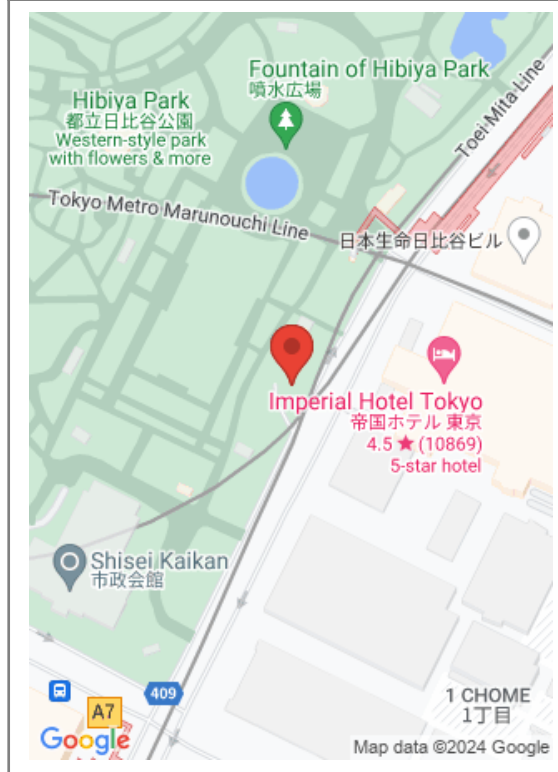 Fountain of Hibiya Park
噴水広場
Hibiya Park
都立日比谷公園
Western-style park
with flowers & more
Toei Mita Line
Tokyo Metro Marunouchi Line
日本生命日比谷ビル
Imperial Hotel Tokyo
帝国ホテル 東京
4.5 ★ (10869)
5-star hotel
Shisei Kaikan
市政会館
409
A7
1 CHOME
1丁目
Google
Map data ©2024 Google